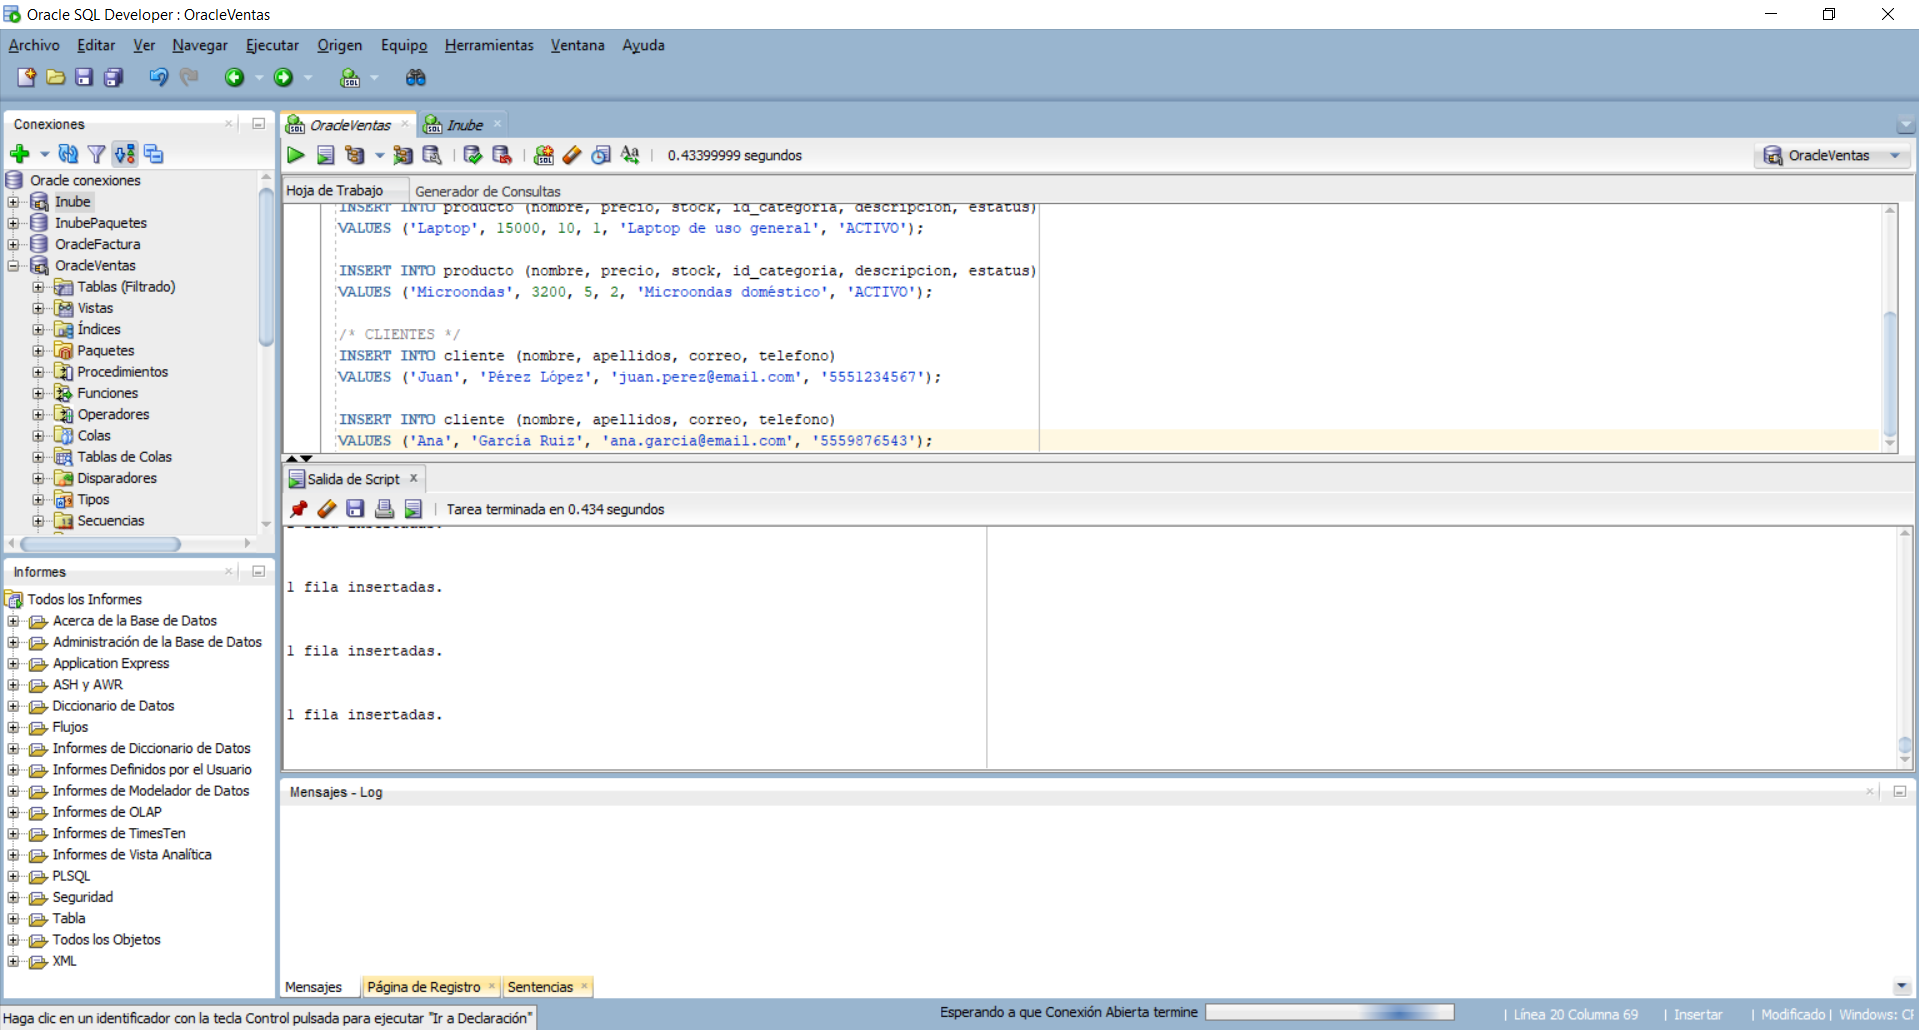 Oracle SQL Developer : OracleVentas
Archivo Editar Ver Navegar Ejecutar Origen Equipo Herramientas Ventana Ayuda
Conexiones
Oracle conexiones
Inube
InubePaquetes
OracleFactura
OracleVentas
Tablas (Filtrado)
Vistas
Índices
Paquetes
Procedimientos
Funciones
Operadores
Colas
Tablas de Colas
Disparadores
Tipos
Secuencias
Informes
Todos los Informes
Acerca de la Base de Datos
Administración de la Base de Datos
Application Express
ASH y AWR
Diccionario de Datos
Flujos
Informes de Diccionario de Datos
Informes Definidos por el Usuario
Informes de Modelador de Datos
Informes de OLAP
Informes de TimesTen
Informes de Vista Analítica
PLSQL
Seguridad
Tabla
Todos los Objetos
XML
OracleVentas Inube
0.43399999 segundos
OracleVentas
Hoja de Trabajo Generador de Consultas
INSERT INTO producto (nombre, precio, stock, id_categoria, descripcion, estatus)
VALUES ('Laptop', 15000, 10, 1, 'Laptop de uso general', 'ACTIVO');
INSERT INTO producto (nombre, precio, stock, id_categoria, descripcion, estatus)
VALUES ('Microondas', 3200, 5, 2, 'Microondas doméstico', 'ACTIVO');
/* CLIENTES */
INSERT INTO cliente (nombre, apellidos, correo, telefono)
VALUES ('Juan', 'Pérez López', 'juan.perez@email.com', '5551234567');
INSERT INTO cliente (nombre, apellidos, correo, telefono)
VALUES ('Ana', 'García Ruiz', 'ana.garcia@email.com', '5559876543');
Salida de Script
Tarea terminada en 0.434 segundos
1 fila insertadas.
1 fila insertadas.
1 fila insertadas.
1 fila insertadas.
Mensajes - Log
Mensajes Página de Registro Sentencias
Haga clic en un identificador con la tecla Control pulsada para ejecutar "Ir a Declaración"
Esperando a que Conexión Abierta termine
| Línea 20 Columna 69 | Insertar | Modificado | Windows: CF